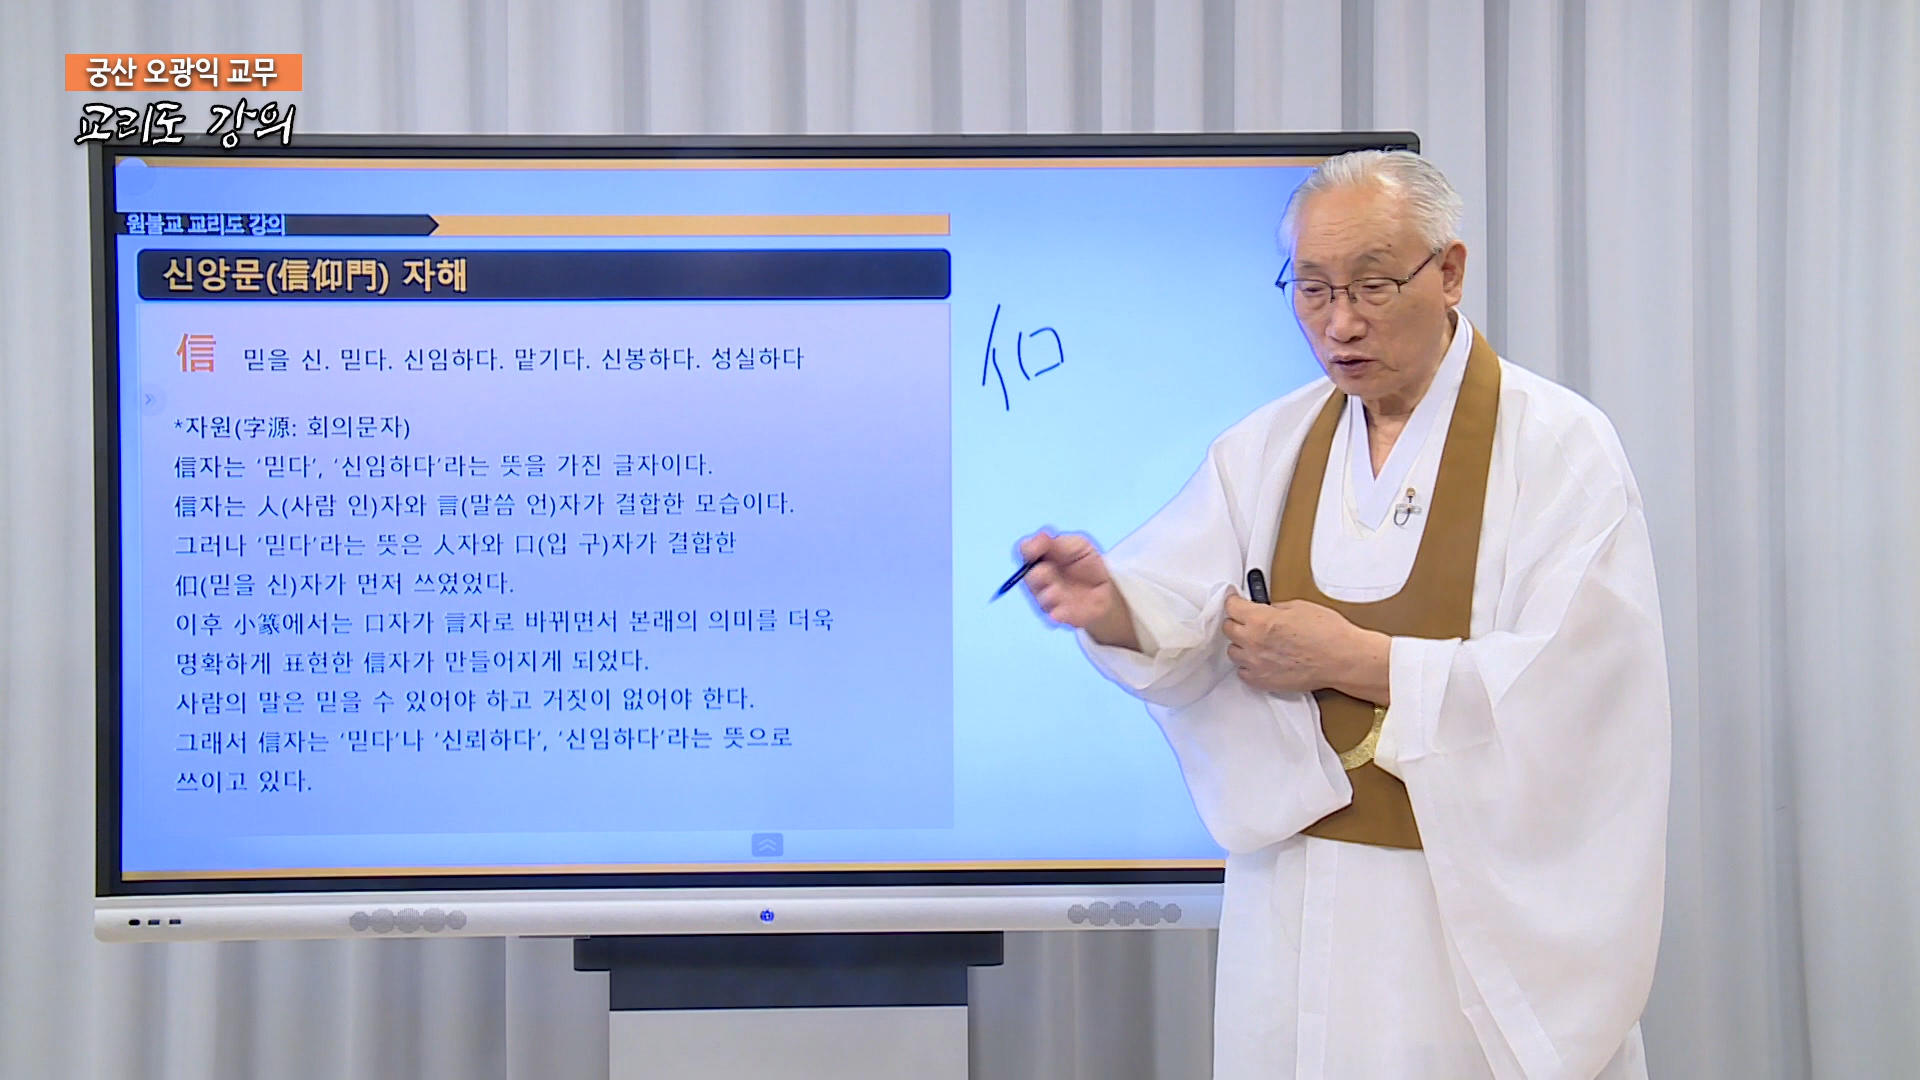 궁산 오광익 교무
교리도 강의
원불교 교리도 강의
신앙문(信仰門) 자해
信 믿을 신. 믿다. 신임하다. 맡기다. 신봉하다. 성실하다
*자원(字源: 회의문자)
信자는 ‘믿다’, ‘신임하다’라는 뜻을 가진 글자이다.
信자는 人(사람 인)자와 言(말씀 언)자가 결합한 모습이다.
그러나 ‘믿다’라는 뜻은 人자와 口(입 구)자가 결합한
㐰(믿을 신)자가 먼저 쓰였었다.
이후 小篆에서는 口자가 言자로 바뀌면서 본래의 의미를 더욱
명확하게 표현한 信자가 만들어지게 되었다.
사람의 말은 믿을 수 있어야 하고 거짓이 없어야 한다.
그래서 信자는 ‘믿다’나 ‘신뢰하다’, ‘신임하다’라는 뜻으로
쓰이고 있다.
㐰